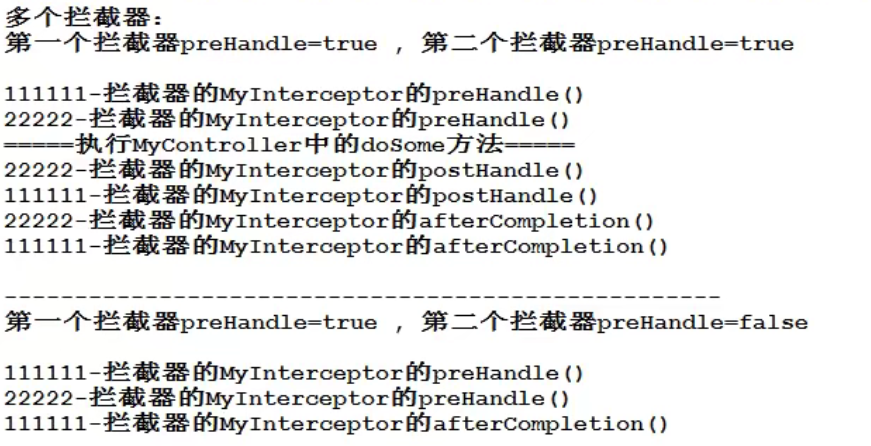 多个拦截器：
第一个拦截器preHandle=true , 第二个拦截器preHandle=true
111111-拦截器的MyInterceptor的preHandle()
22222-拦截器的MyInterceptor的preHandle()
=====执行MyController中的doSome方法=====
22222-拦截器的MyInterceptor的postHandle()
111111-拦截器的MyInterceptor的postHandle()
22222-拦截器的MyInterceptor的afterCompletion()
111111-拦截器的MyInterceptor的afterCompletion()
---------------------------------------------------
第一个拦截器preHandle=true , 第二个拦截器preHandle=false
111111-拦截器的MyInterceptor的preHandle()
22222-拦截器的MyInterceptor的preHandle()
111111-拦截器的MyInterceptor的afterCompletion()